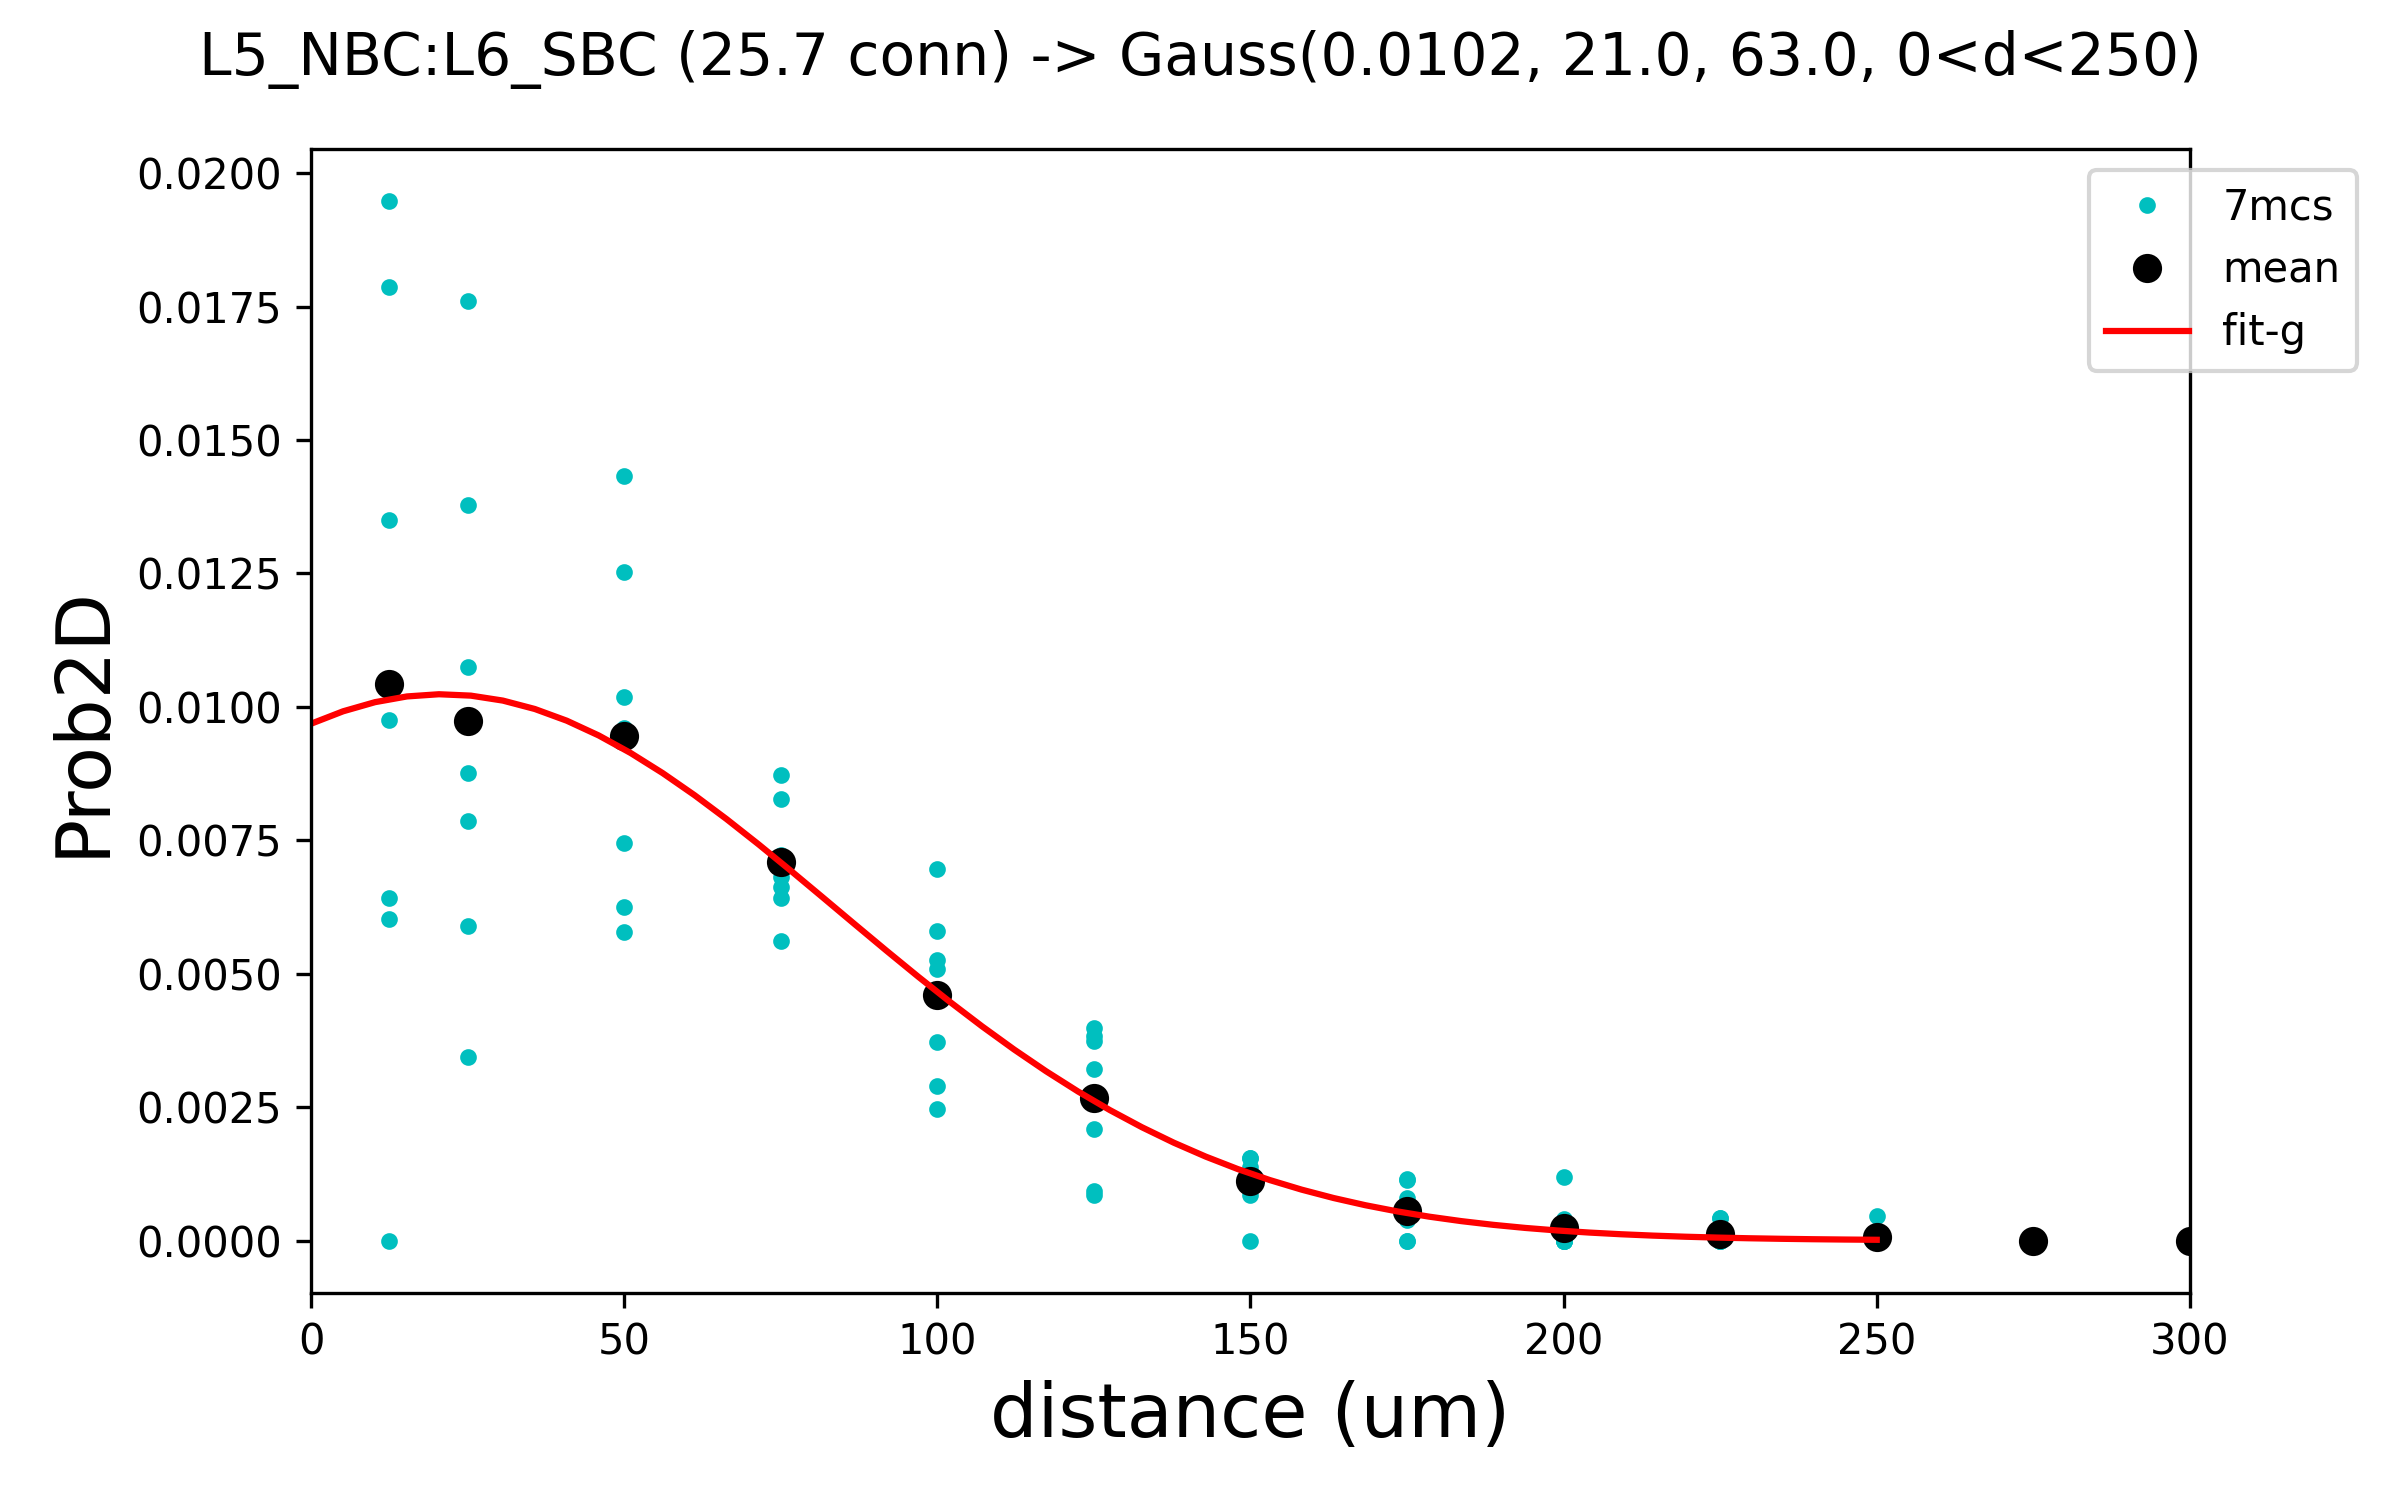 L5_NBC:L6_SBC (25.7 conn) -> Gauss(0.0102, 21.0, 63.0, 0<d<250)
0.0200
0.0175
0.0150
0.0125
0.0100
0.0075
0.0050
0.0025
0.0000
Prob2D
7mcs
mean
fit-g
0 50 100 150 200 250 300
distance (um)